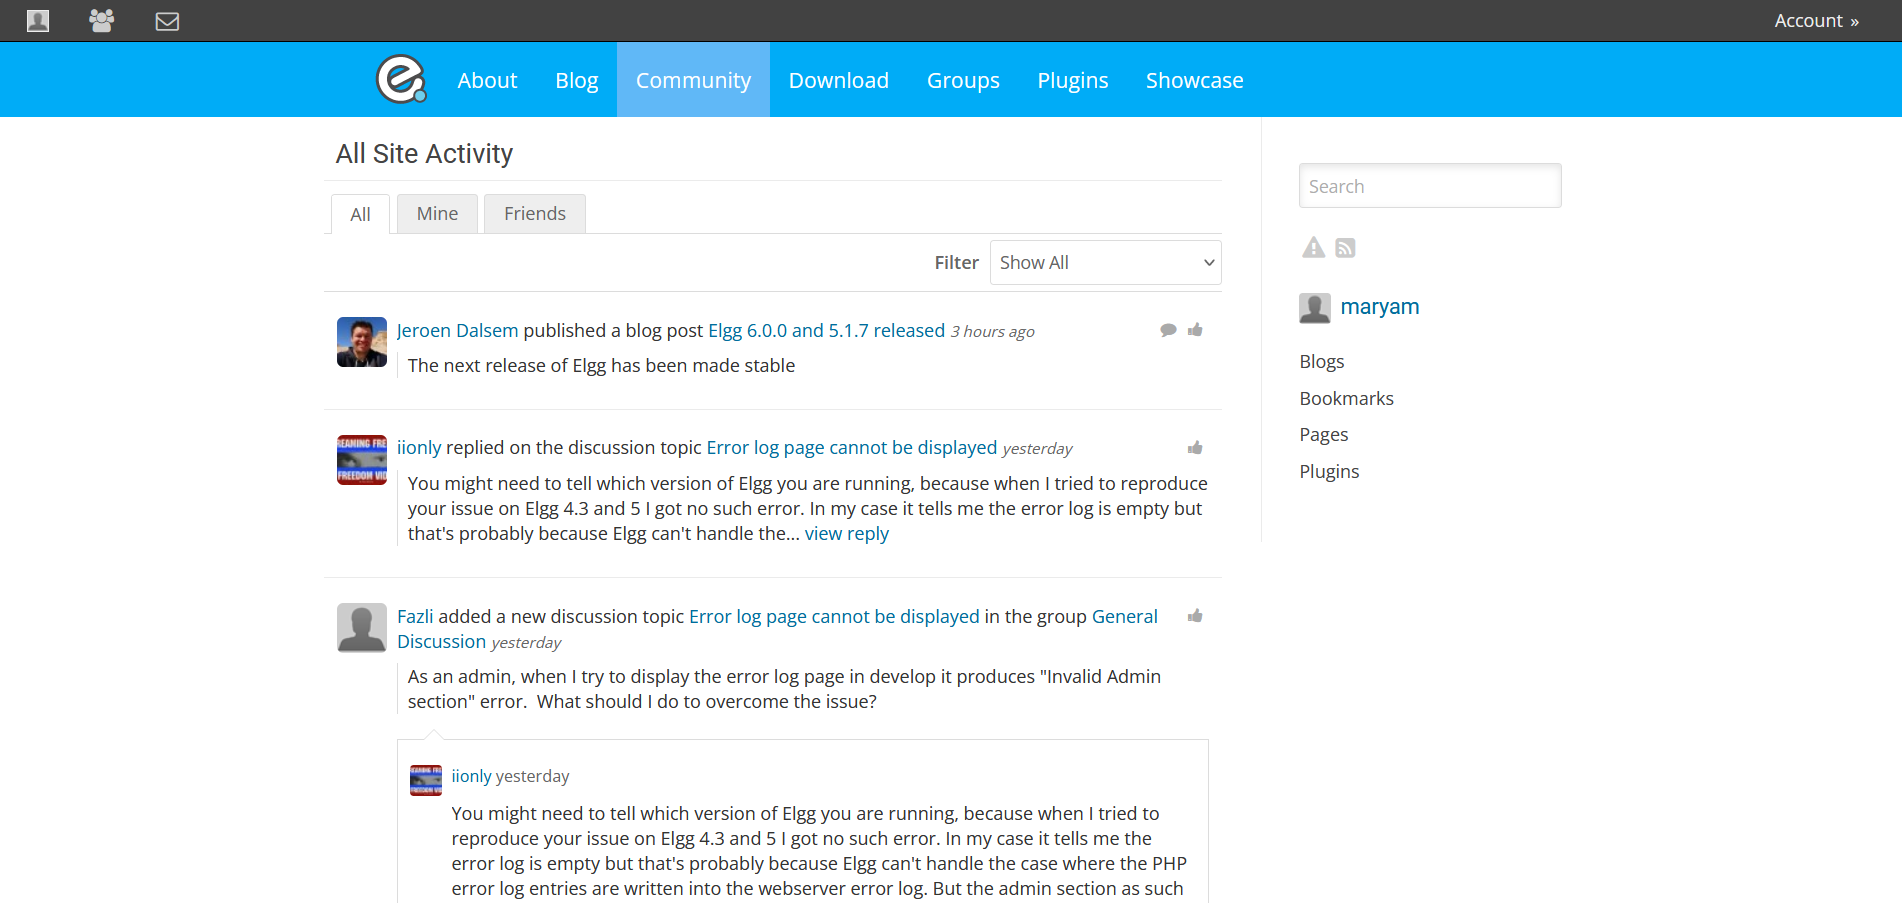 Account »
About Blog Community Download Groups Plugins Showcase
All Site Activity
All Mine Friends
Filter Show All
Jeroen Dalsem published a blog post Elgg 6.0.0 and 5.1.7 released 3 hours ago
The next release of Elgg has been made stable
iionly replied on the discussion topic Error log page cannot be displayed yesterday
You might need to tell which version of Elgg you are running, because when I tried to reproduce
your issue on Elgg 4.3 and 5 I got no such error. In my case it tells me the error log is empty but
that's probably because Elgg can't handle the... view reply
Fazli added a new discussion topic Error log page cannot be displayed in the group General
Discussion yesterday
As an admin, when I try to display the error log page in develop it produces "Invalid Admin
section" error.  What should I do to overcome the issue?
iionly yesterday
You might need to tell which version of Elgg you are running, because when I tried to
reproduce your issue on Elgg 4.3 and 5 I got no such error. In my case it tells me the
error log is empty but that's probably because Elgg can't handle the case where the PHP
error log entries are written into the webserver error log. But the admin section as such
Search
maryam
Blogs
Bookmarks
Pages
Plugins